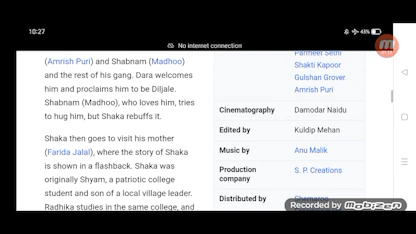 10:27
43%
No internet connection
(Amrish Puri) and Shabnam (Madhoo)
and the rest of his gang. Dara welcomes
him and proclaims him to be Diljale.
Shabnam (Madhoo), who loves him, tries
to hug him, but Shaka rebuffs it.
Shaka then goes to visit his mother
(Farida Jalal), where the story of Shaka
is shown in a flashback. Shaka was
originally Shyam, a patriotic college
student and son of a local village leader.
Radhika studies in the same college, and
Parmeet Sethi
Shakti Kapoor
Gulshan Grover
Amrish Puri
Cinematography Damodar Naidu
Edited by Kuldip Mehan
Music by Anu Malik
Production company S. P. Creations
Distributed by
Recorded by Mobizen